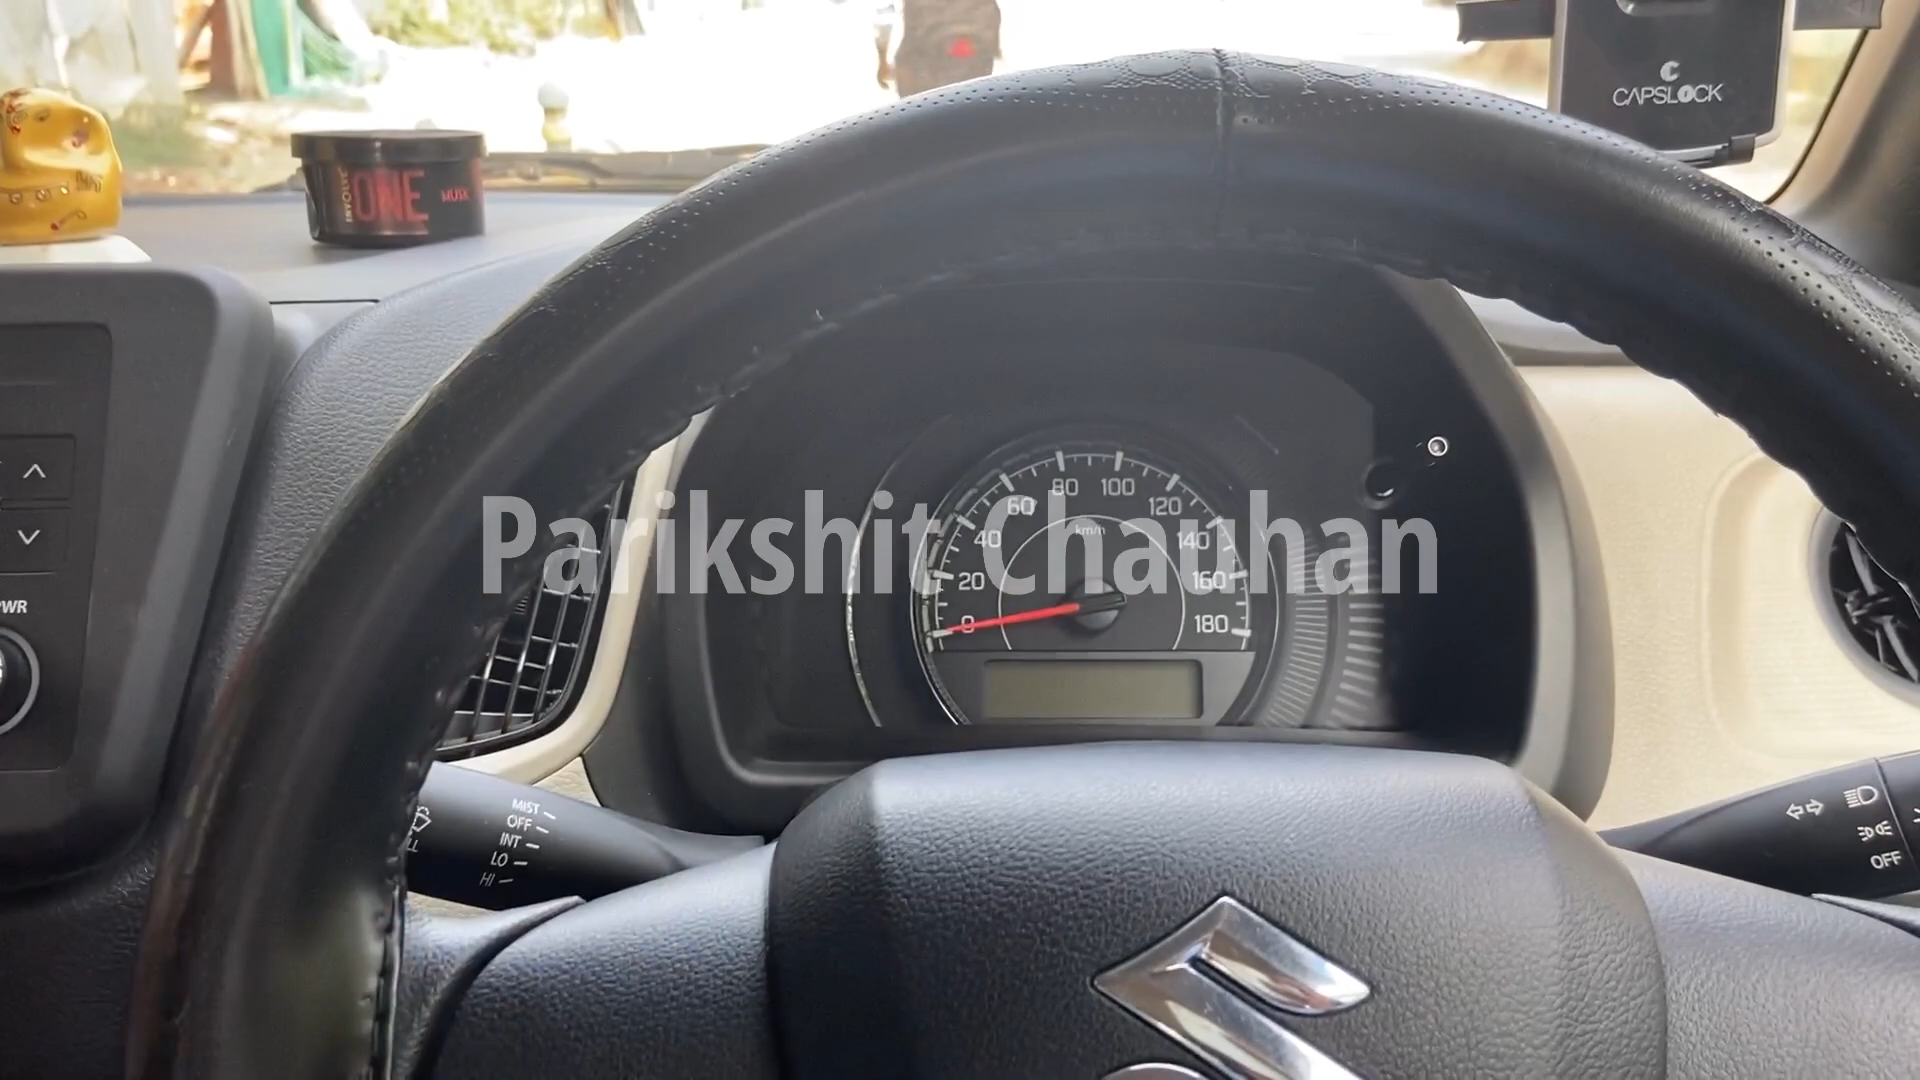 CAPSLOCK
INVOLVE
ONE
MUSK
80
100
60
120
km/h
40
140
20
160
0
180
Parikshit Chauhan
PWR
MIST
OFF
INT
LO
HI
OFF